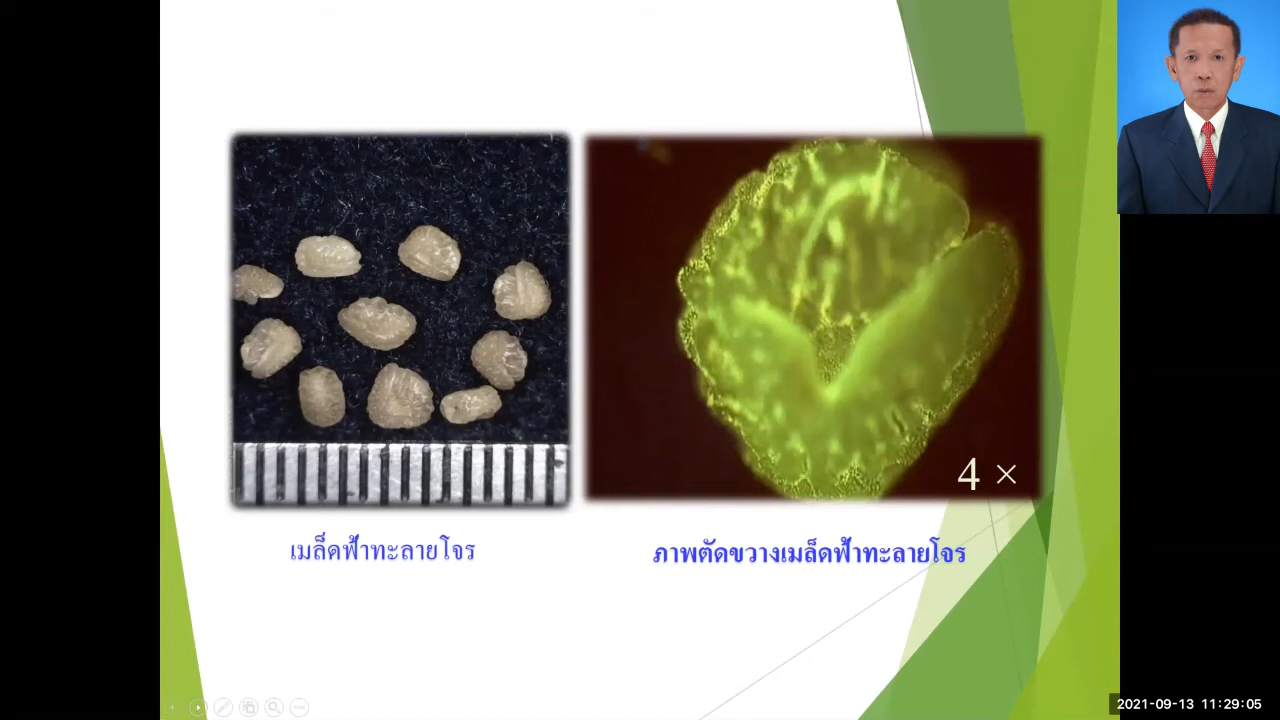 4 ×
เมล็ดฟ้าทะลายโจร
ภาพตัดขวางเมล็ดฟ้าทะลายโจร
2021-09-13 11:29:05